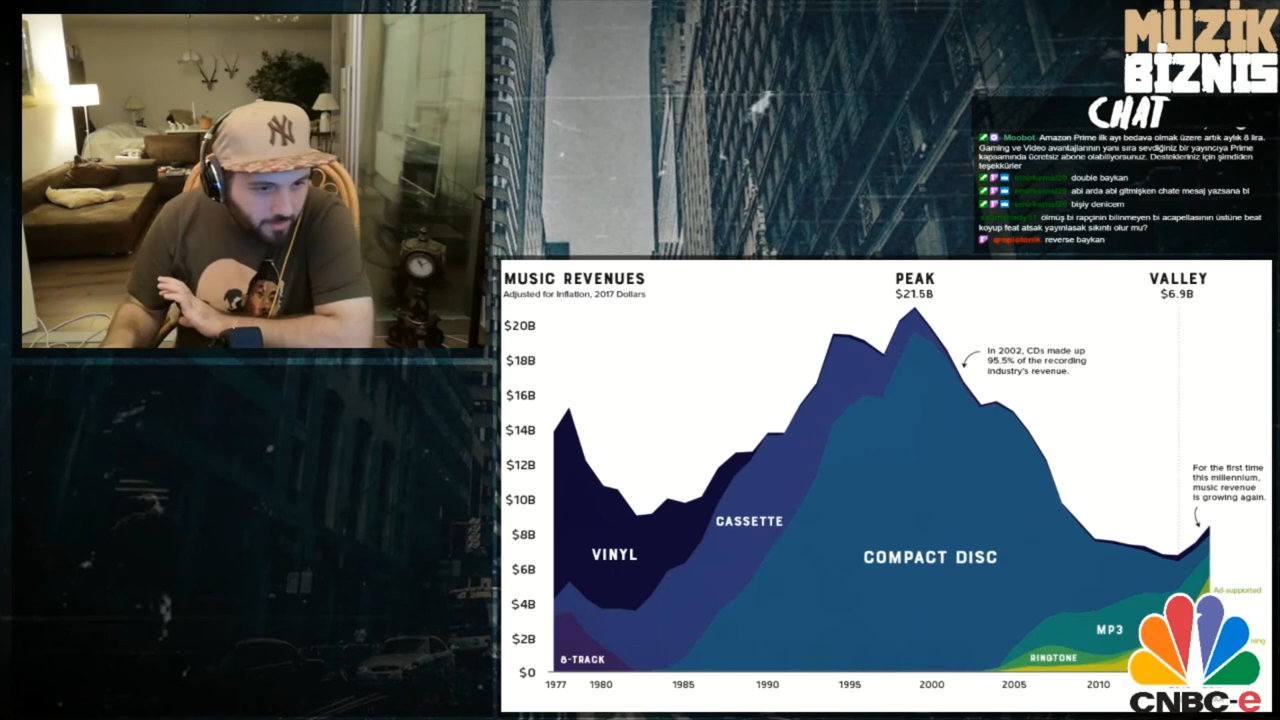 MÜZİK
BİZNIS
CHAT
Moobot Amazon Prime ilk ayı bedava olmak üzere artık aylık 8 lira.
Gaming ve Video avantajlarının yanı sıra sevdiğiniz bir yayıncıya Prime
kapsamında ücretsiz abone olabiliyorsunuz. Destekleriniz için şimdiden
teşekkürler
double baykan
abi arda abi gitmişken chate mesaj yazsana bi
bişiy denicem
ölmüş bi rapçinin bilinmeyen bi acapellasının üstüne beat
koyup feat atsak yayınlasak sıkıntı olur mu?
reverse baykan
NY
MUSIC REVENUES
Adjusted for Inflation, 2017 Dollars
PEAK
$21.5B
VALLEY
$6.9B
$20B
$18B
$16B
$14B
$12B
$10B
$8B
$6B
$4B
$2B
$0
In 2002, CDs made up
95.5% of the recording
industry's revenue.
For the first time
this millennium,
music revenue
is growing again.
VINYL
CASSETTE
COMPACT DISC
8-TRACK
MP3
RINGTONE
Ad-supported
1977 1980 1985 1990 1995 2000 2005 2010
CNBC-e